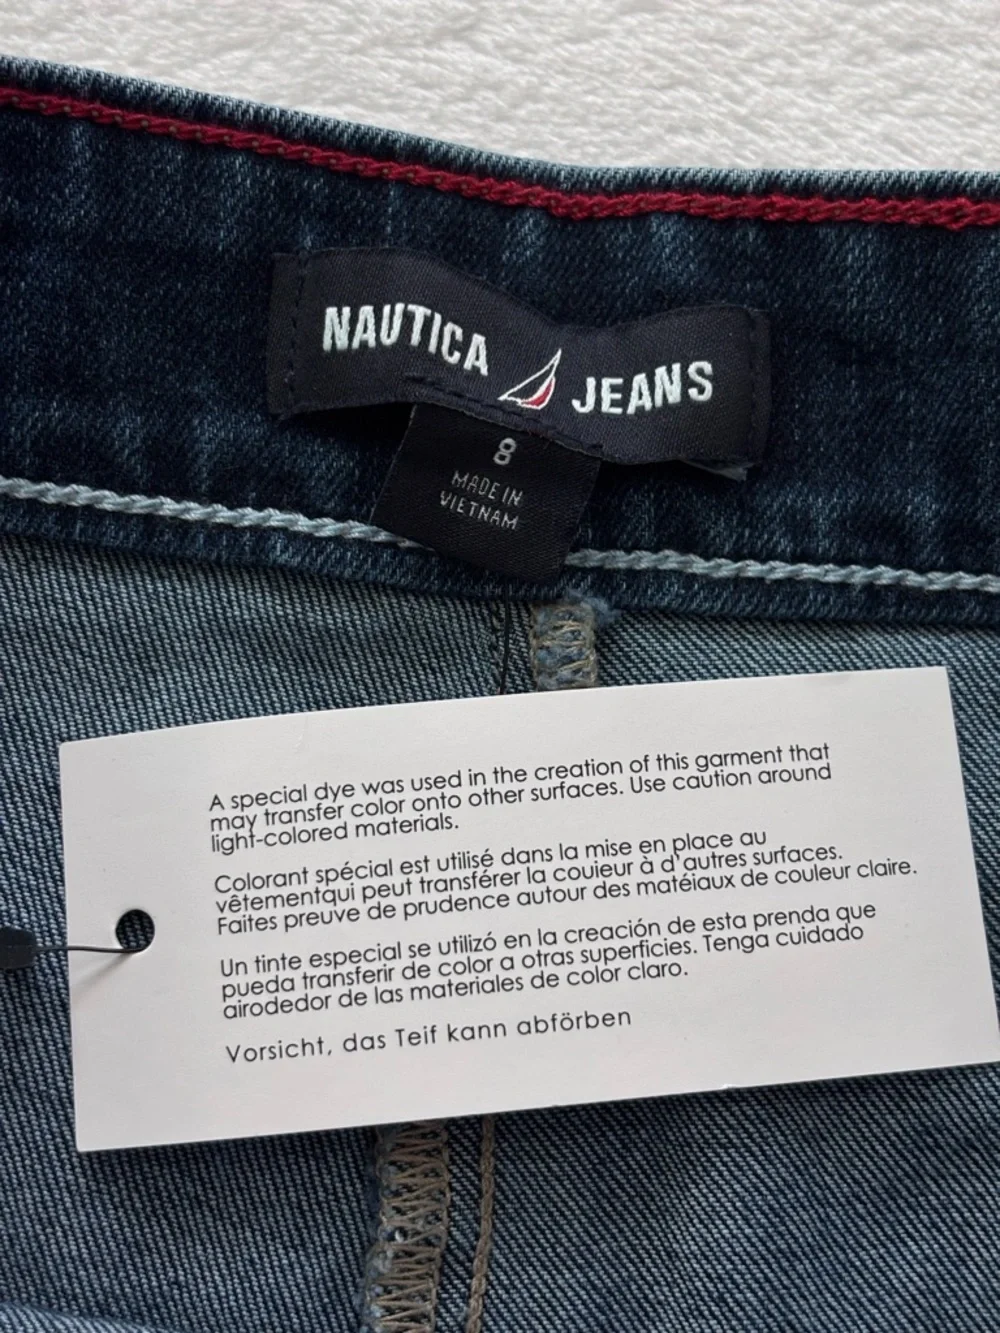 NAUTICA JEANS
8
MADE IN
VIETNAM
A special dye was used in the creation of this garment that
may transfer color onto other surfaces. Use caution around
light-colored materials.
Colorant spécial est utilisé dans la mise en place au
vêtementqui peut transférer la couieur à d'autres surfaces.
Faites preuve de prudence autour des matéiaux de couleur claire.
Un tinte especial se utilizó en la creación de esta prenda que
pueda transferir de color a otras superficies. Tenga cuidado
airodedor de las materiales de color claro.
Vorsicht, das Teif kann abförben